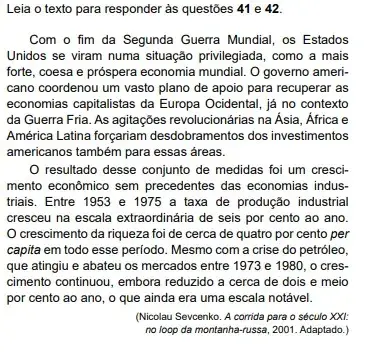 Leia o texto para responder às questões 41 e 42.
Com o fim da Segunda Guerra Mundial, os Estados
Unidos se viram numa situação privilegiada, como a mais
forte, coesa e próspera economia mundial. O governo ameri-
cano coordenou um vasto plano de apoio para recuperar as
economias capitalistas da Europa Ocidental, já no contexto
da Guerra Fria. As agitações revolucionárias na Ásia, África e
América Latina forçariam desdobramentos dos investimentos
americanos também para essas áreas.
O resultado desse conjunto de medidas foi um cresci-
mento econômico sem precedentes das economias indus-
triais. Entre 1953 e 1975 a taxa de produção industrial
cresceu na escala extraordinária de seis por cento ao ano.
O crescimento da riqueza foi de cerca de quatro por cento per
capita em todo esse período. Mesmo com a crise do petróleo,
que atingiu e abateu os mercados entre 1973 e 1980, o cres-
cimento continuou, embora reduzido a cerca de dois e meio
por cento ao ano, o que ainda era uma escala notável.
(Nicolau Sevcenko. A corrida para o século XXI:
no loop da montanha-russa, 2001. Adaptado.)